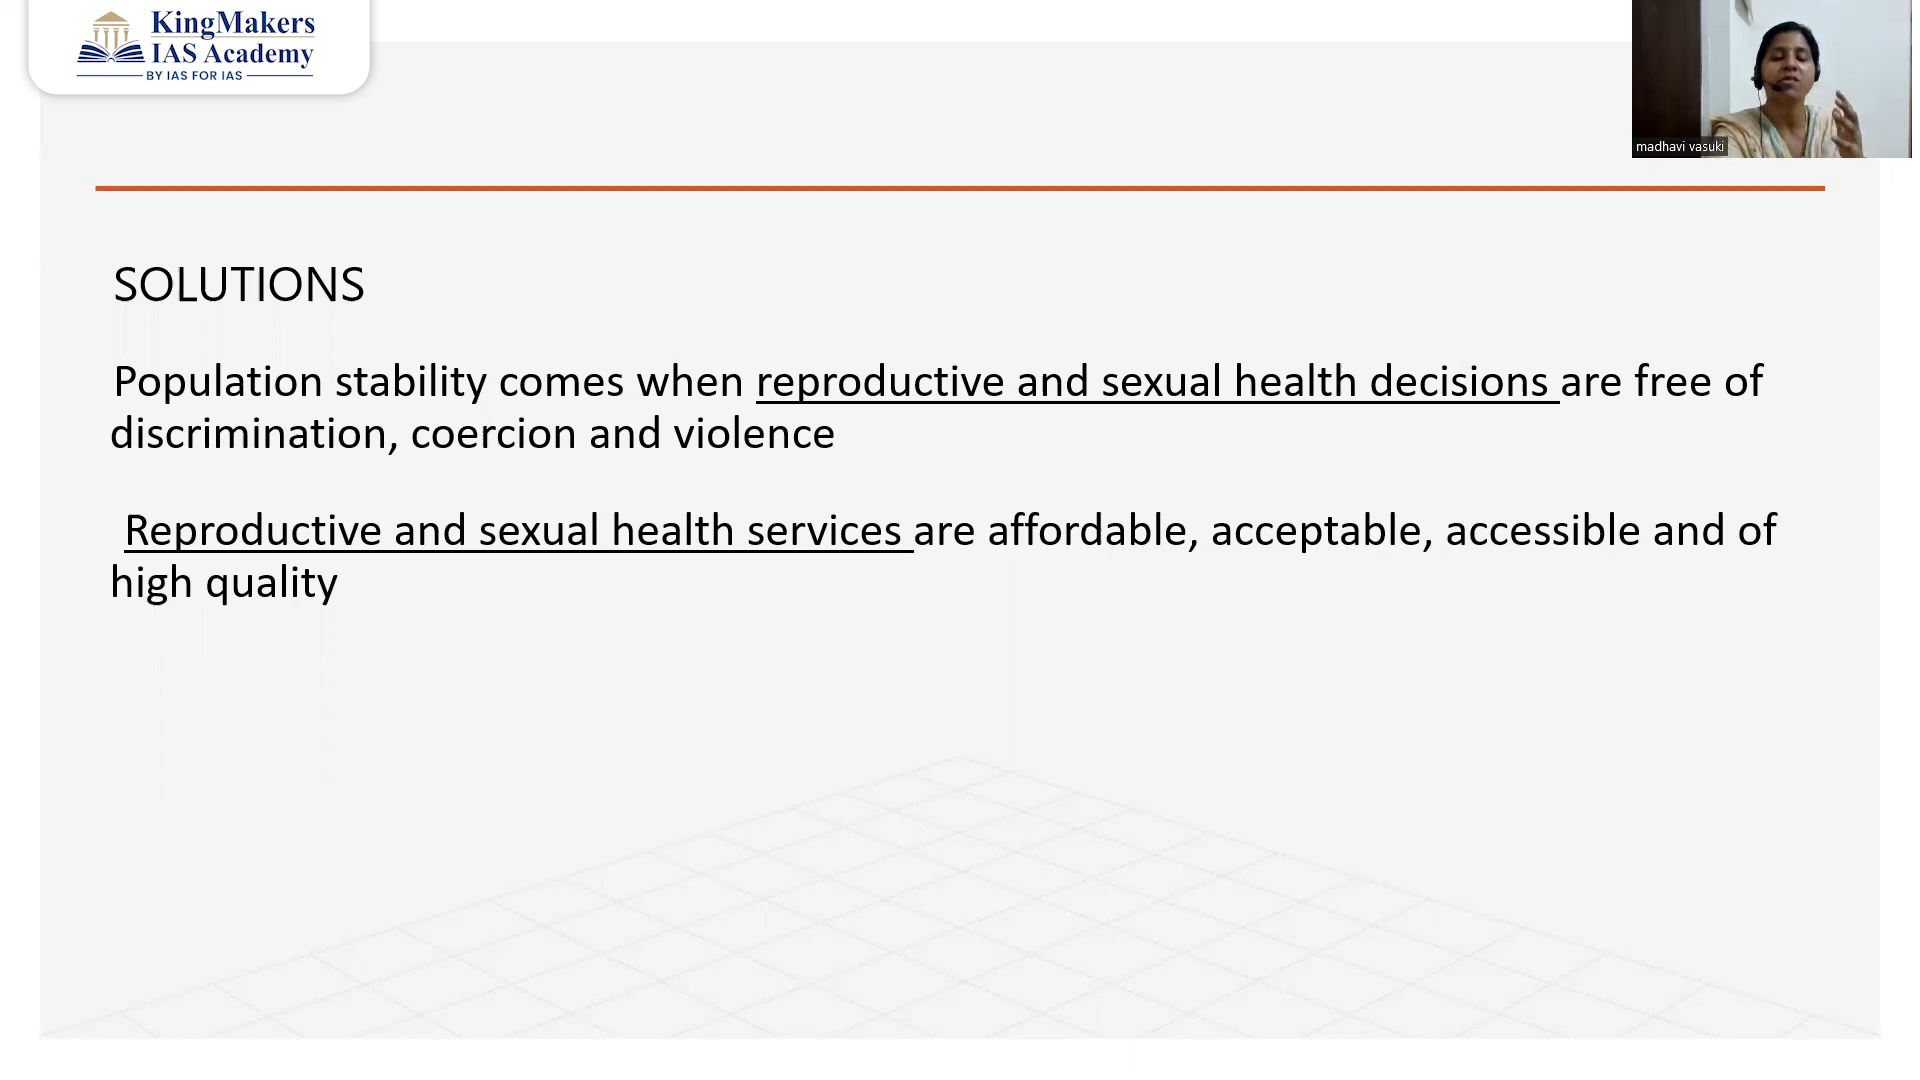 KingMakers
IAS Academy
BY IAS FOR IAS
madhavi vasuki
SOLUTIONS
Population stability comes when reproductive and sexual health decisions are free of
discrimination, coercion and violence
Reproductive and sexual health services are affordable, acceptable, accessible and of
high quality